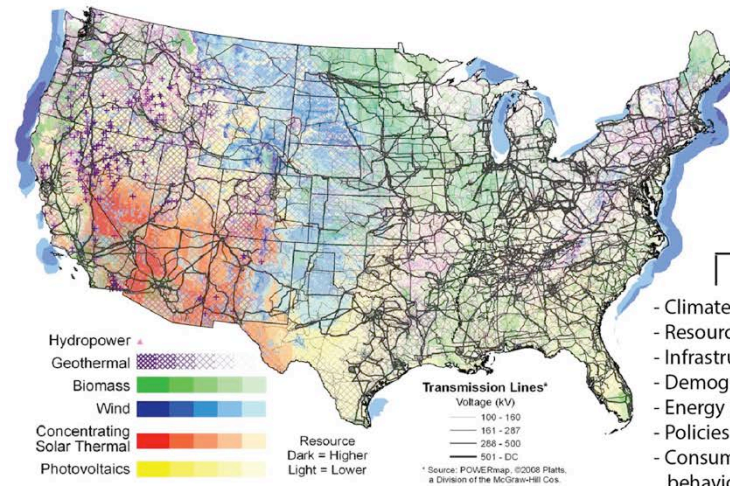 Hydropower
Geothermal
Biomass
Wind
Concentrating
Solar Thermal
Photovoltaics
Resource
Dark = Higher
Light = Lower
Transmission Lines*
Voltage (kV)
100 - 160
161 - 287
288 - 500
501 - DC
* Source: POWERmap, ©2008 Platts,
a Division of the McGraw-Hill Cos.
- Climate
- Resourc
- Infrastru
- Demog
- Energy
- Policies
- Consum
behavio